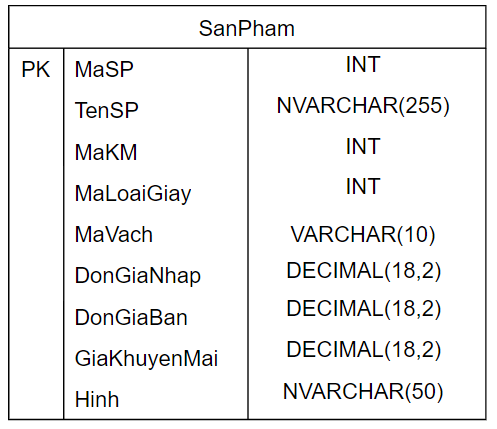 SanPham
PK MaSP INT
TenSP NVARCHAR(255)
MaKM INT
MaLoaiGiay INT
MaVach VARCHAR(10)
DonGiaNhap DECIMAL(18,2)
DonGiaBan DECIMAL(18,2)
GiaKhuyenMai DECIMAL(18,2)
Hinh NVARCHAR(50)